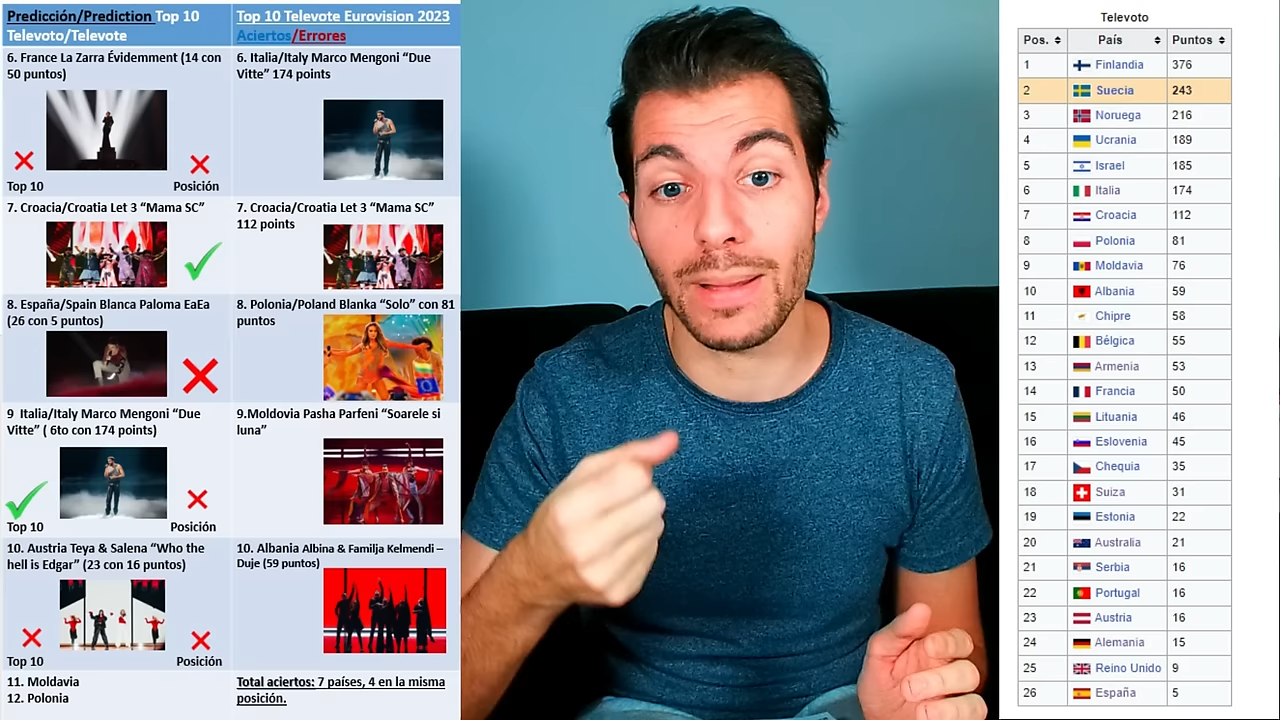 Predicción/Prediction Top 10
Televoto/Televote
Top 10 Televote Eurovision 2023
Aciertos/Errores
6. France La Zarra Évidemment (14 con
50 puntos)
Top 10
Posición
6. Italia/Italy Marco Mengoni “Due
Vitte” 174 points
7. Croacia/Croatia Let 3 “Mama SC”
7. Croacia/Croatia Let 3 “Mama SC”
112 points
8. España/Spain Blanca Paloma EaEa
(26 con 5 puntos)
8. Polonia/Poland Blanka “Solo” con 81
puntos
9 Italia/Italy Marco Mengoni “Due
Vitte” ( 6to con 174 points)
Top 10
Posición
9.Moldovia Pasha Parfeni “Soarele si
luna”
10. Austria Teya & Salena “Who the
hell is Edgar” (23 con 16 puntos)
Top 10
Posición
10. Albania Albina & Familja Kelmendi –
Duje (59 puntos)
11. Moldavia
12. Polonia
Total aciertos: 7 países, 4 en la misma
posición.
Televoto
Pos. País Puntos
1 Finlandia 376
2 Suecia 243
3 Noruega 216
4 Ucrania 189
5 Israel 185
6 Italia 174
7 Croacia 112
8 Polonia 81
9 Moldavia 76
10 Albania 59
11 Chipre 58
12 Bélgica 55
13 Armenia 53
14 Francia 50
15 Lituania 46
16 Eslovenia 45
17 Chequia 35
18 Suiza 31
19 Estonia 22
20 Australia 21
21 Serbia 16
22 Portugal 16
23 Austria 16
24 Alemania 15
25 Reino Unido 9
26 España 5